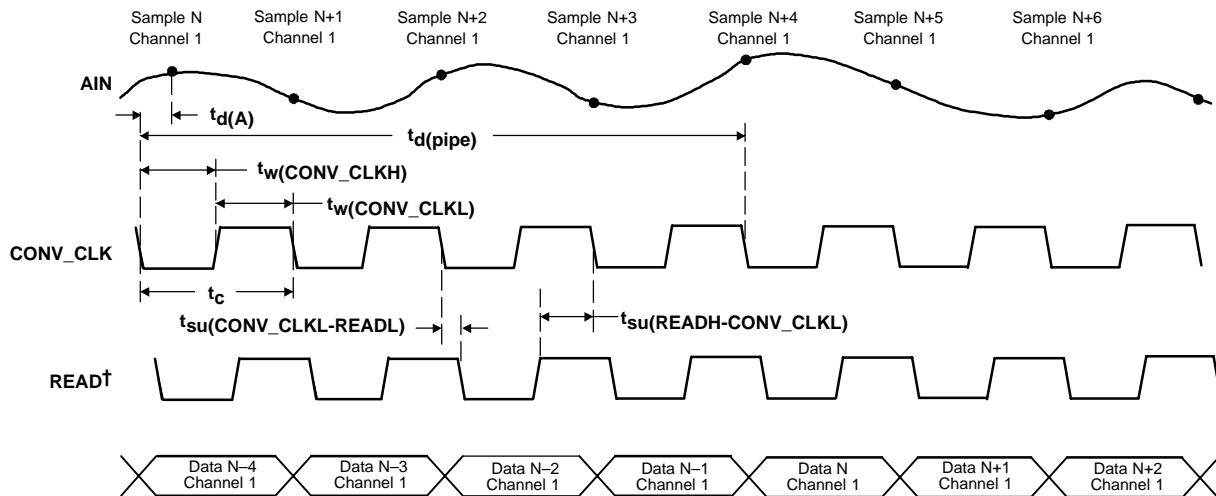 Sample N
Channel 1
Sample N+1
Channel 1
Sample N+2
Channel 1
Sample N+3
Channel 1
Sample N+4
Channel 1
Sample N+5
Channel 1
Sample N+6
Channel 1
AIN
td(A)
td(pipe)
tw(CONV_CLKH)
tw(CONV_CLKL)
CONV_CLK
tc
tsu(CONV_CLKL-READL)
tsu(READH-CONV_CLKL)
READ†
Data N–4
Channel 1
Data N–3
Channel 1
Data N–2
Channel 1
Data N–1
Channel 1
Data N
Channel 1
Data N+1
Channel 1
Data N+2
Channel 1